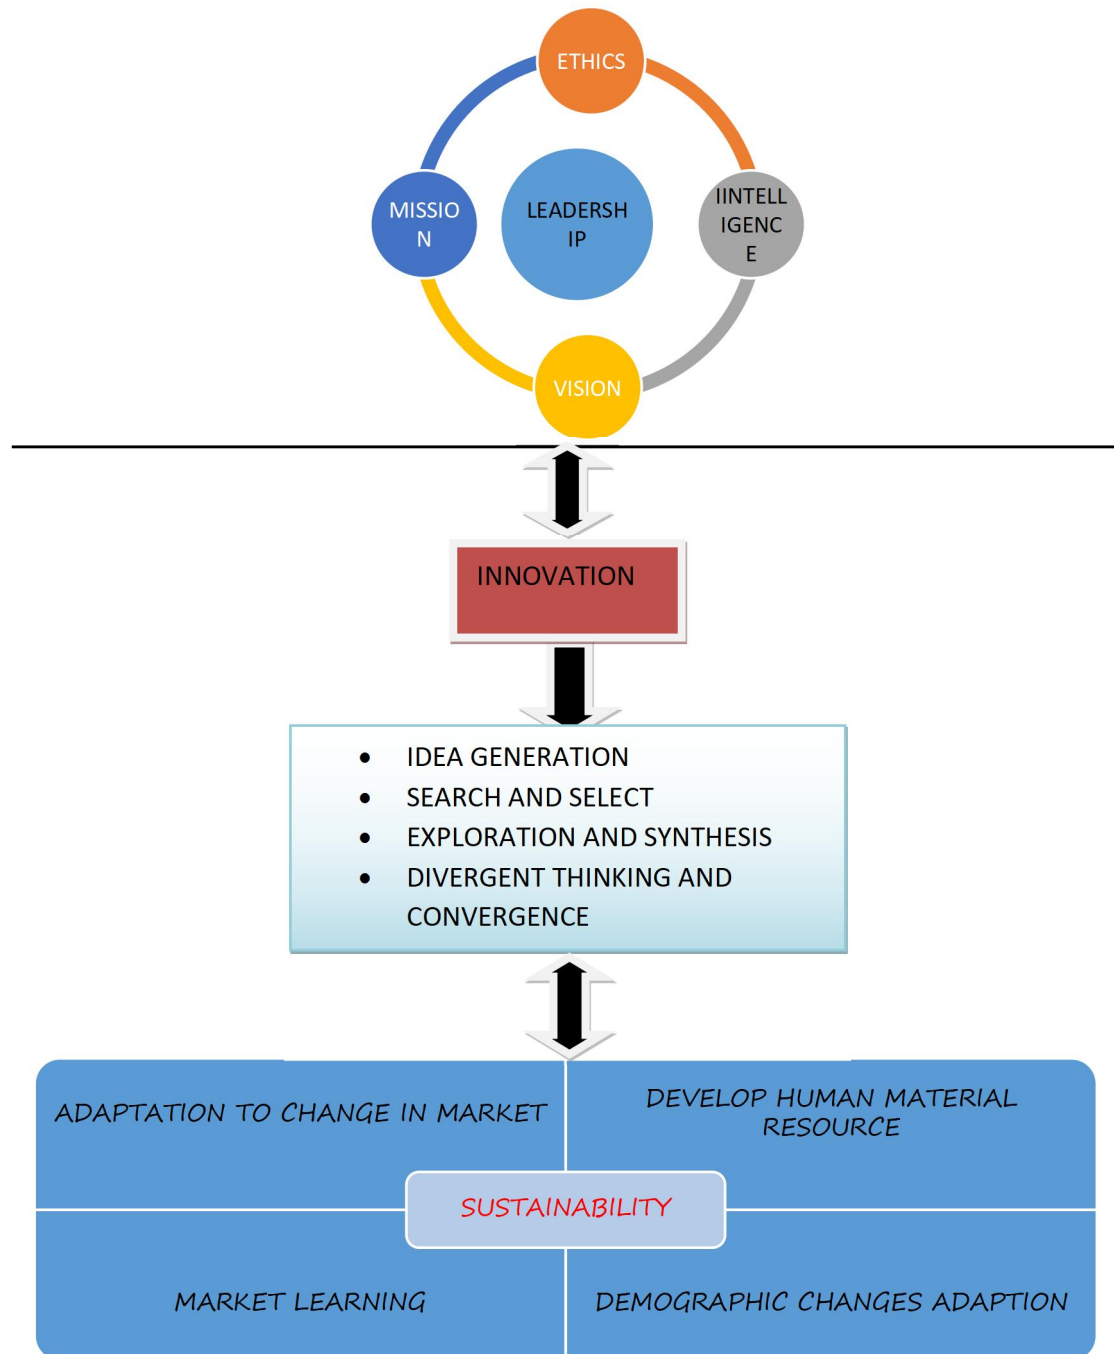 ETHICS
MISSIO
N
LEADERSH
IP
IINTELL
IGENC
E
VISION
INNOVATION
• IDEA GENERATION
• SEARCH AND SELECT
• EXPLORATION AND SYNTHESIS
• DIVERGENT THINKING AND
CONVERGENCE
ADAPTATION TO CHANGE IN MARKET
DEVELOP HUMAN MATERIAL
RESOURCE
SUSTAINABILITY
MARKET LEARNING
DEMOGRAPHIC CHANGES ADAPTION